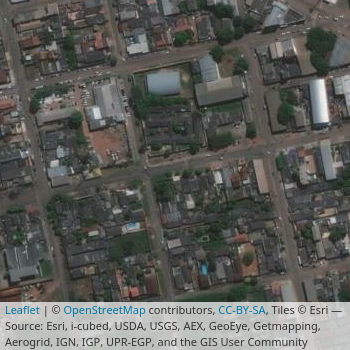 Leaflet | © OpenStreetMap contributors, CC-BY-SA, Tiles © Esri —
Source: Esri, i-cubed, USDA, USGS, AEX, GeoEye, Getmapping,
Aerogrid, IGN, IGP, UPR-EGP, and the GIS User Community